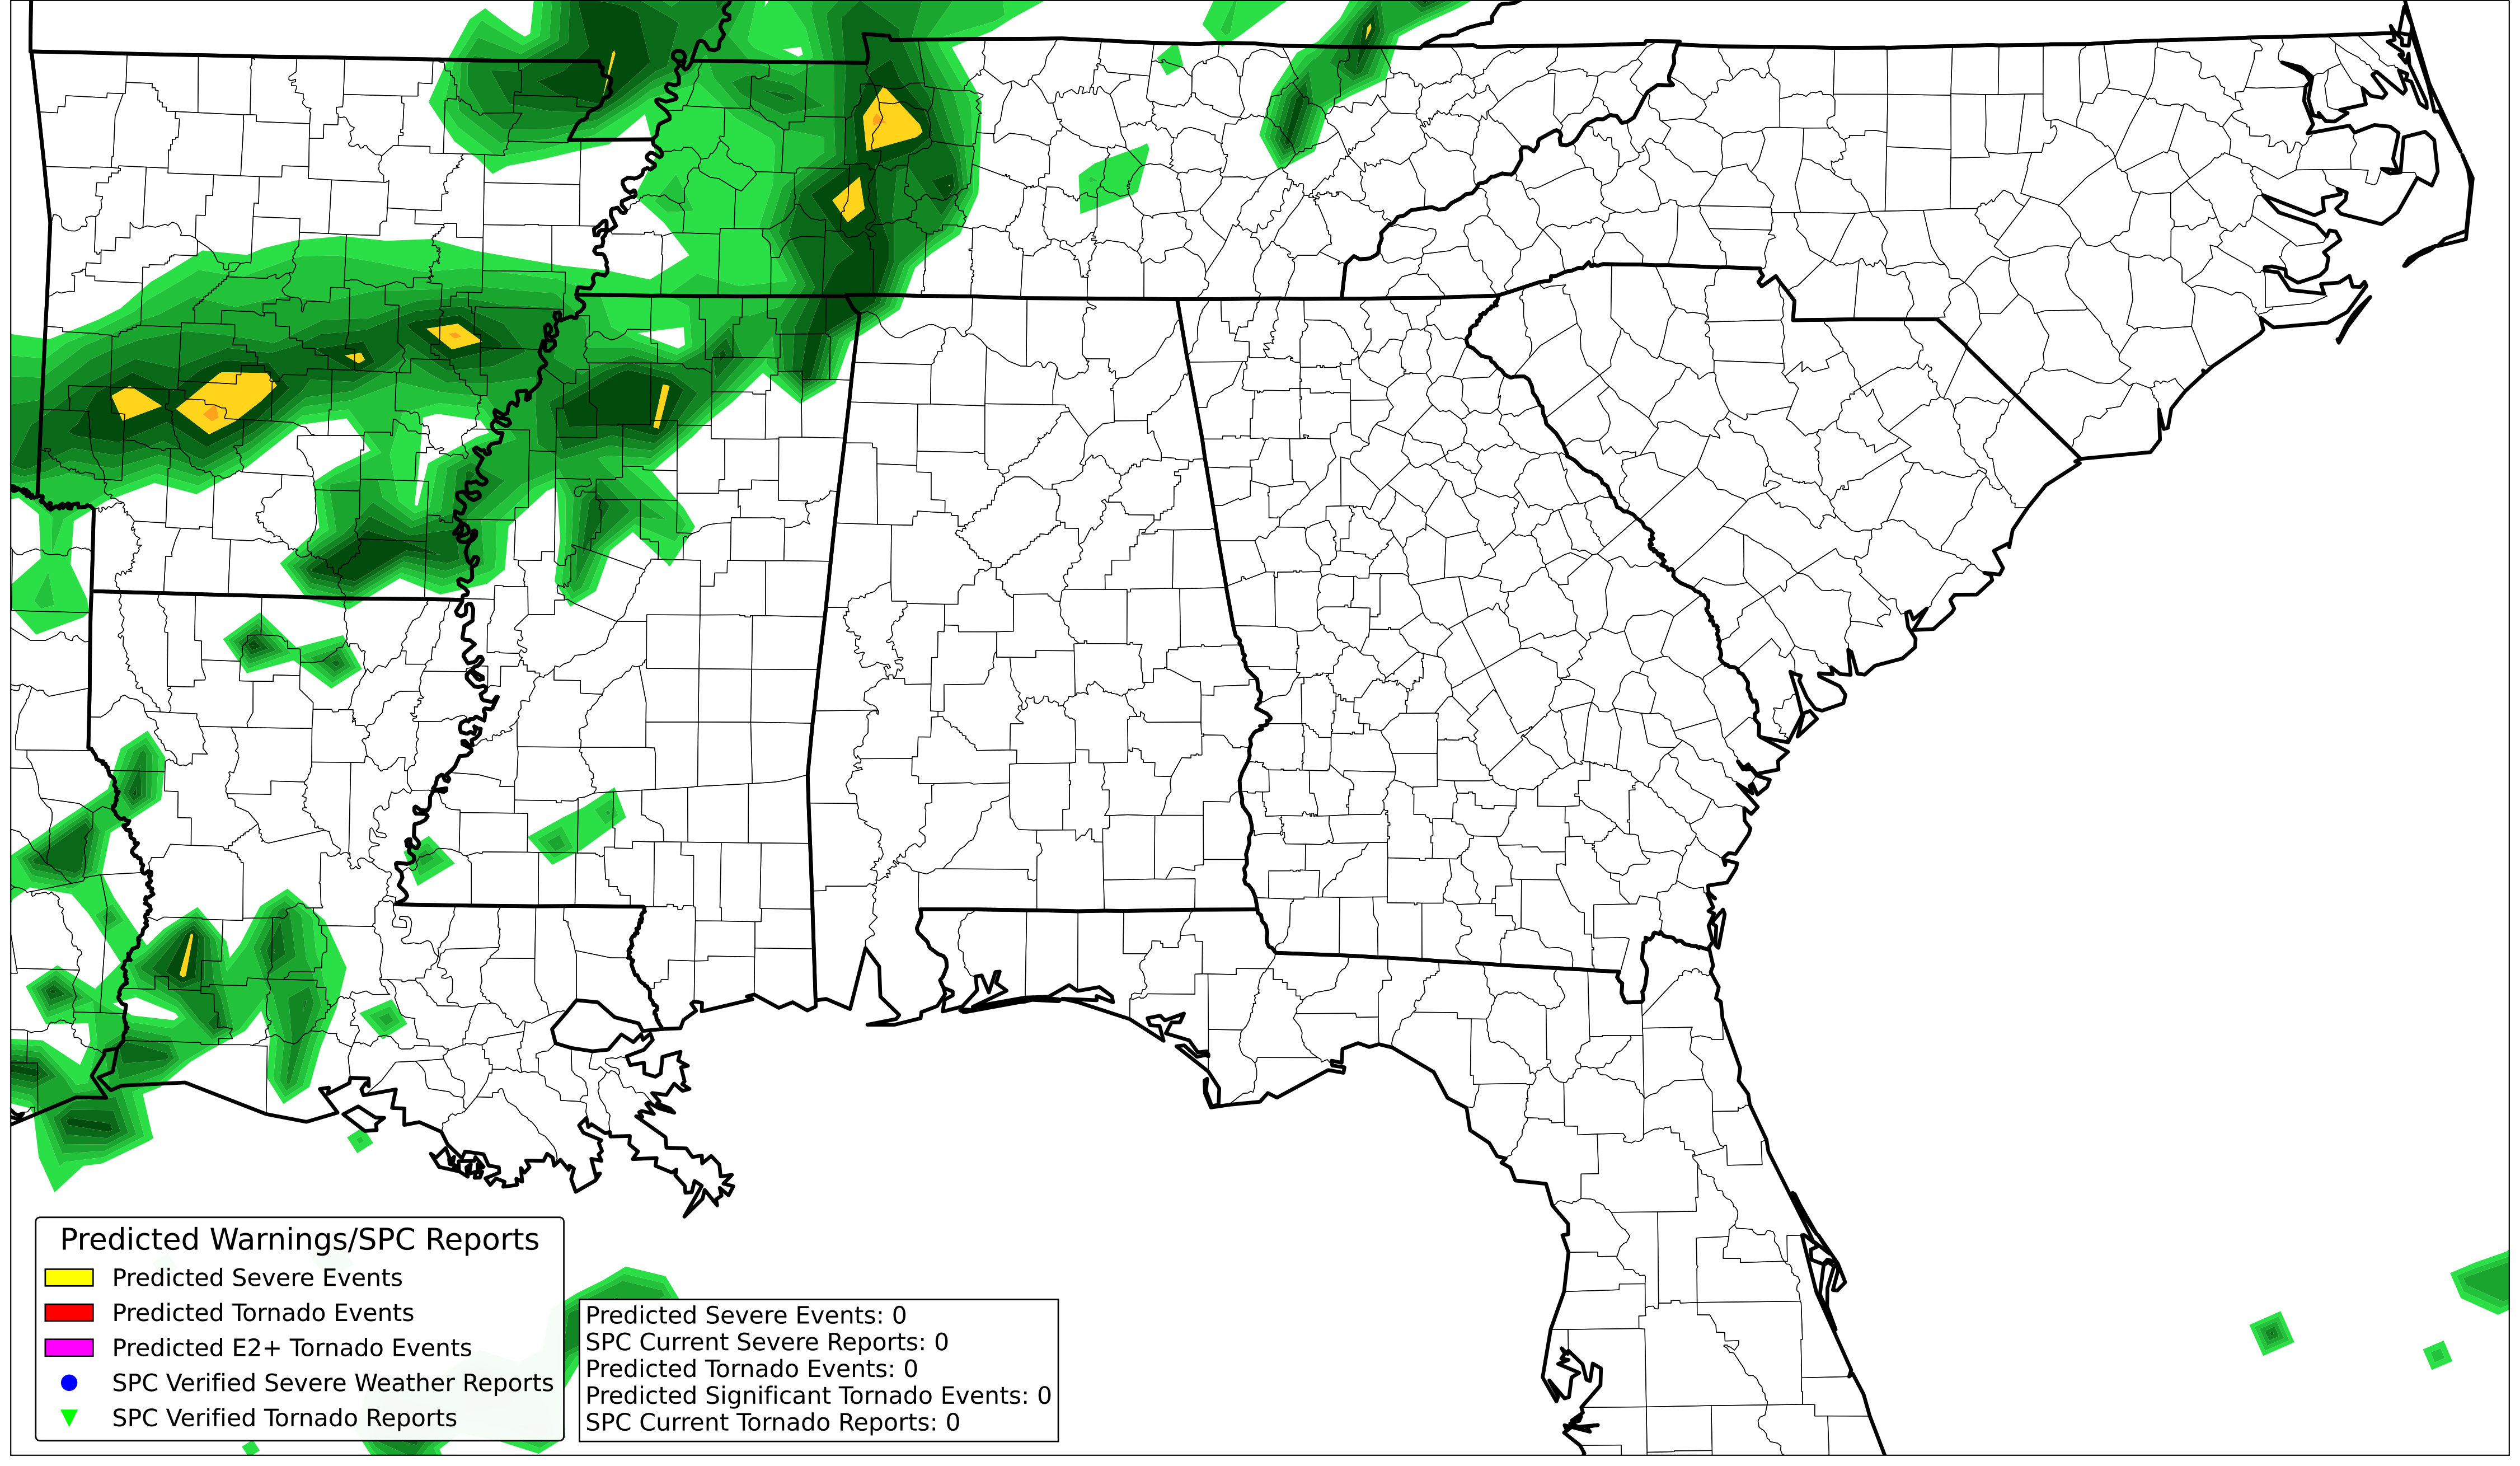 Predicted Warnings/SPC Reports
Predicted Severe Events
Predicted Tornado Events
Predicted E2+ Tornado Events
SPC Verified Severe Weather Reports
SPC Verified Tornado Reports
Predicted Severe Events: 0
SPC Current Severe Reports: 0
Predicted Tornado Events: 0
Predicted Significant Tornado Events: 0
SPC Current Tornado Reports: 0